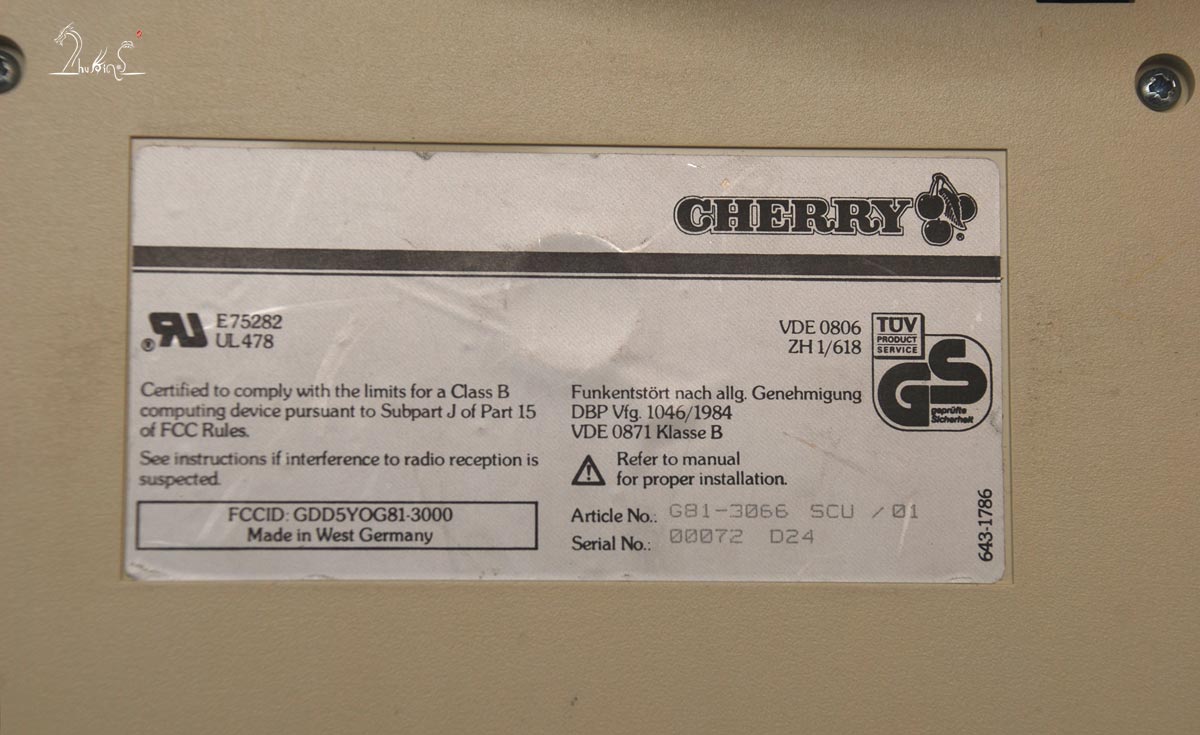 CHERRY
®
E75282
UL 478
®
VDE 0806
ZH 1/618
TÜV
PRODUCT
SERVICE
GS
geprüfte
Sicherheit
Certified to comply with the limits for a Class B
computing device pursuant to Subpart J of Part 15
of FCC Rules.
See instructions if interference to radio reception is
suspected.
FCCID: GDD5YOG81-3000
Made in West Germany
Funkentstört nach allg. Genehmigung
DBP Vfg. 1046/1984
VDE 0871 Klasse B
Refer to manual
for proper installation.
Article No.: G81-3066 SCU /01
Serial No.: 00072 D24
643-1786